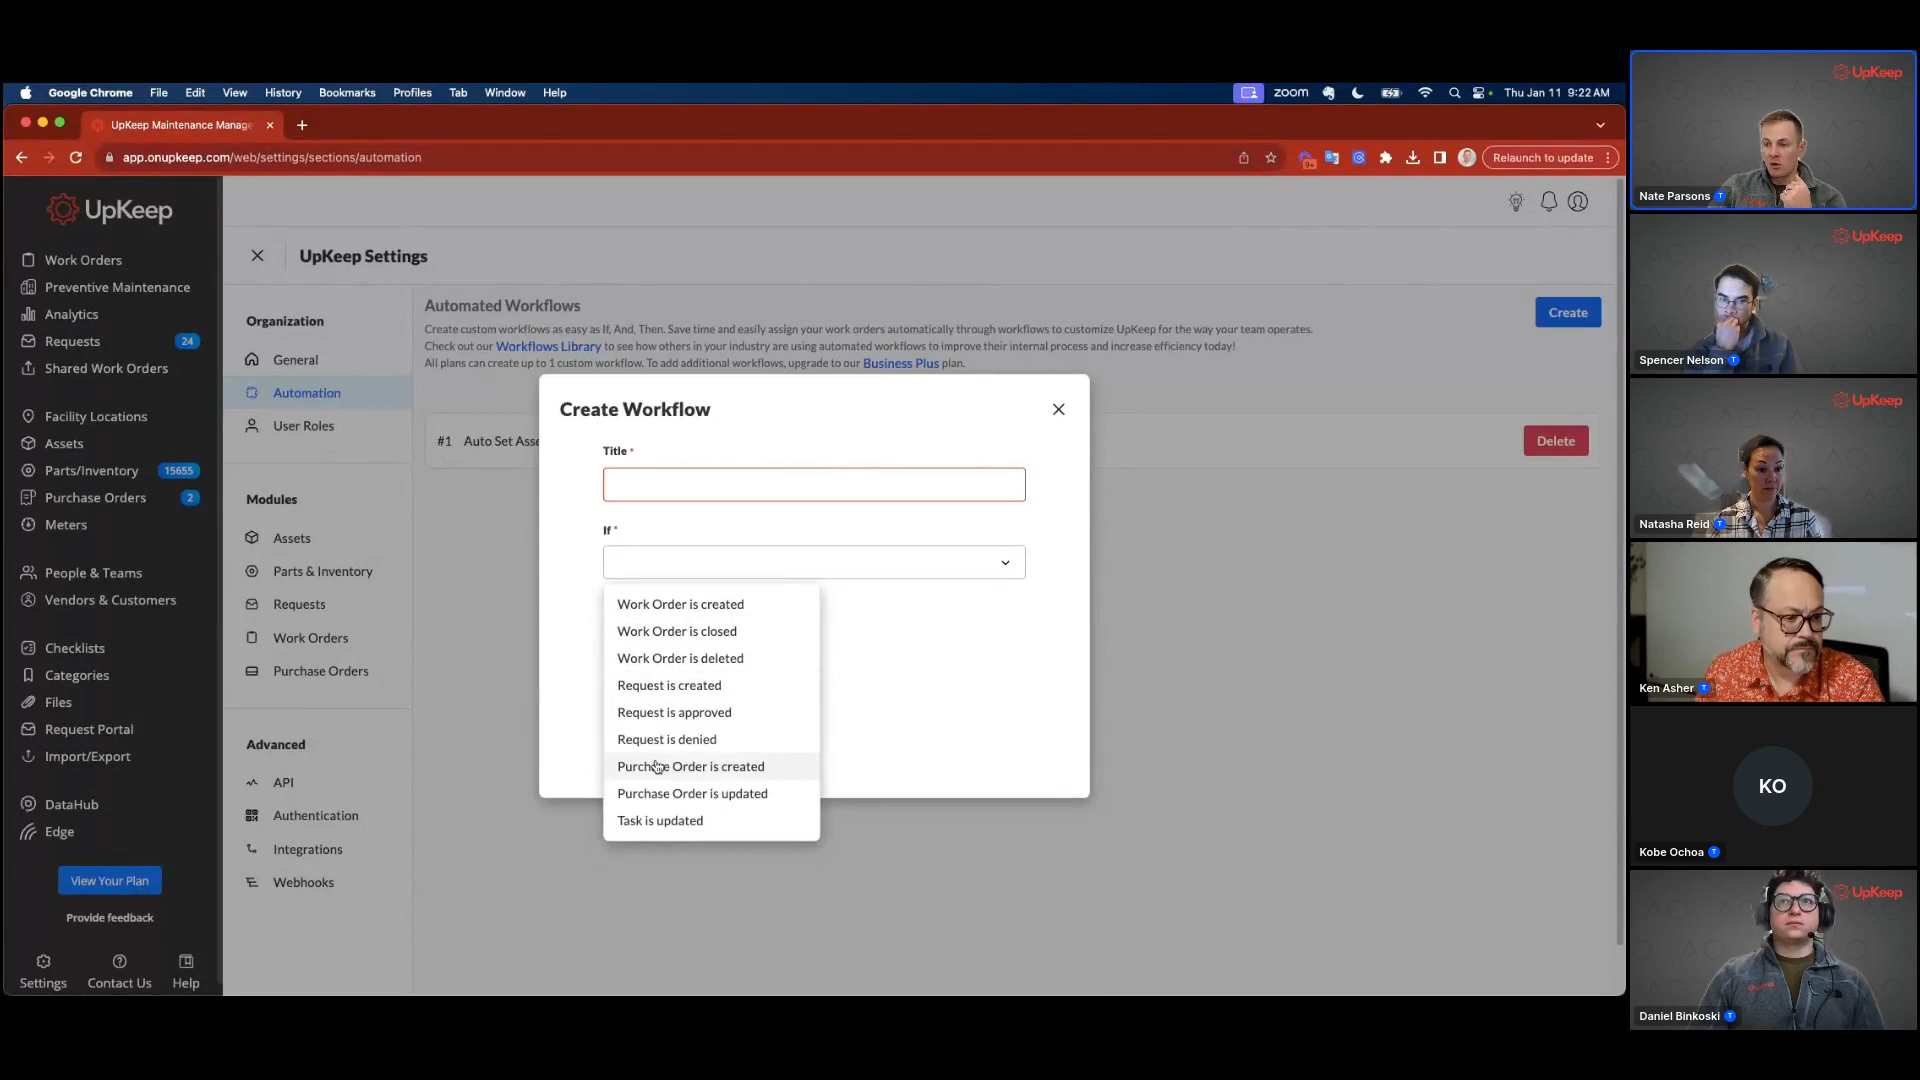 Google Chrome File Edit View History Bookmarks Profiles Tab Window Help
zoom Thu Jan 11 9:22 AM
UpKeep Maintenance Manage
app.onupkeep.com/web/settings/sections/automation
9+
Relaunch to update
UpKeep
Work Orders
Preventive Maintenance
Analytics
Requests 24
Shared Work Orders
Facility Locations
Assets
Parts/Inventory 15655
Purchase Orders 2
Meters
People & Teams
Vendors & Customers
Checklists
Categories
Files
Request Portal
Import/Export
DataHub
Edge
View Your Plan
Provide feedback
Settings
Contact Us
Help
UpKeep Settings
Organization
General
Automation
User Roles
Modules
Assets
Parts & Inventory
Requests
Work Orders
Purchase Orders
Advanced
API
Authentication
Integrations
Webhooks
Automated Workflows
Create custom workflows as easy as If, And, Then. Save time and easily assign your work orders automatically through workflows to customize UpKeep for the way your team operates.
Check out our Workflows Library to see how others in your industry are using automated workflows to improve their internal process and increase efficiency today!
All plans can create up to 1 custom workflow. To add additional workflows, upgrade to our Business Plus plan.
Create
#1 Auto Set Asse
Delete
Create Workflow
Title *
If *
Work Order is created
Work Order is closed
Work Order is deleted
Request is created
Request is approved
Request is denied
Purchase Order is created
Purchase Order is updated
Task is updated
UpKeep
Nate Parsons T
UpKeep
Spencer Nelson T
UpKeep
Natasha Reid T
Ken Asher T
KO
Kobe Ochoa T
UpKeep
Daniel Binkoski T